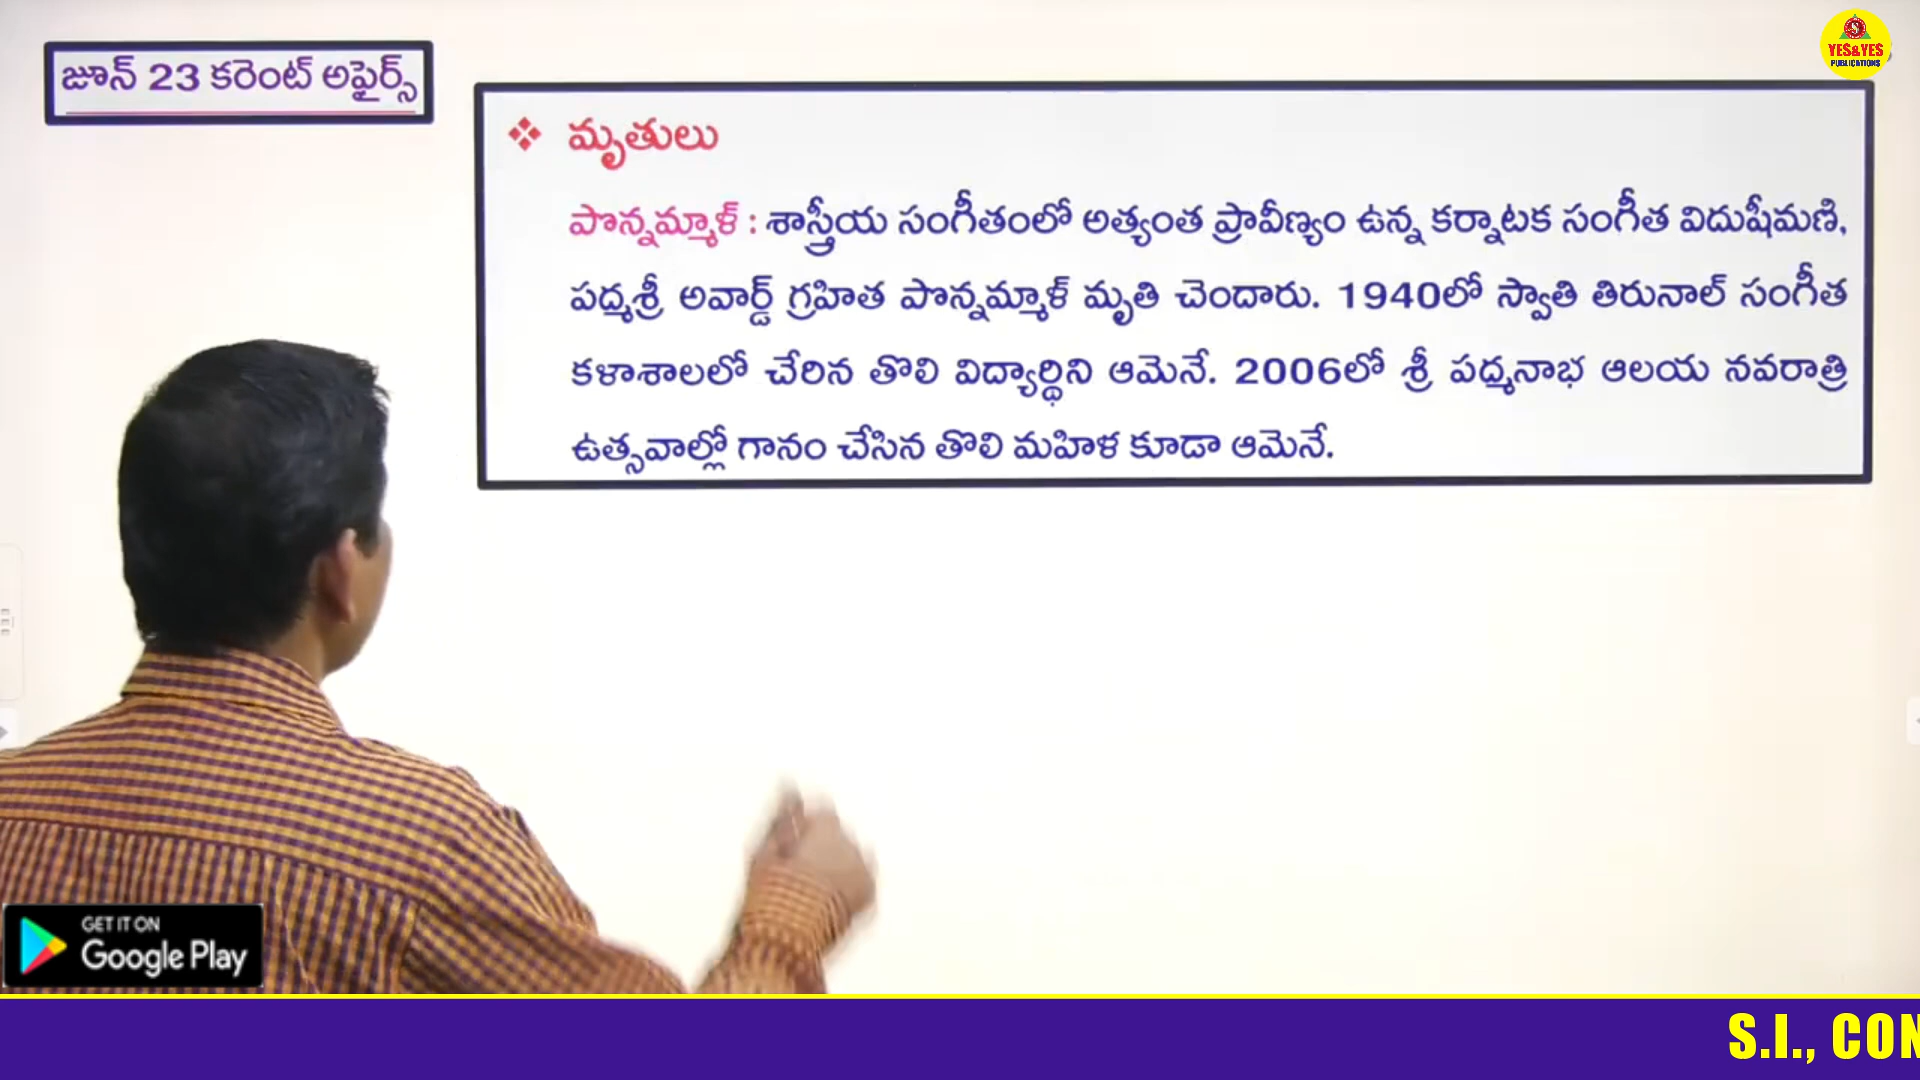 జూన్ 23 కరెంట్ అఫైర్స్
YES&YES
PUBLICATIONS
❖ మృతులు
పొన్నమ్మాళ్ : శాస్త్రీయ సంగీతంలో అత్యంత ప్రావీణ్యం ఉన్న కర్నాటక సంగీత విదుషీమణి,
పద్మశ్రీ అవార్డ్ గ్రహిత పొన్నమ్మాళ్ మృతి చెందారు. 1940లో స్వాతి తిరునాల్ సంగీత
కళాశాలలో చేరిన తొలి విద్యార్థిని ఆమెనే. 2006లో శ్రీ పద్మనాభ ఆలయ నవరాత్రి
ఉత్సవాల్లో గానం చేసిన తొలి మహిళ కూడా ఆమెనే.
GET IT ON
Google Play
S.I., CON